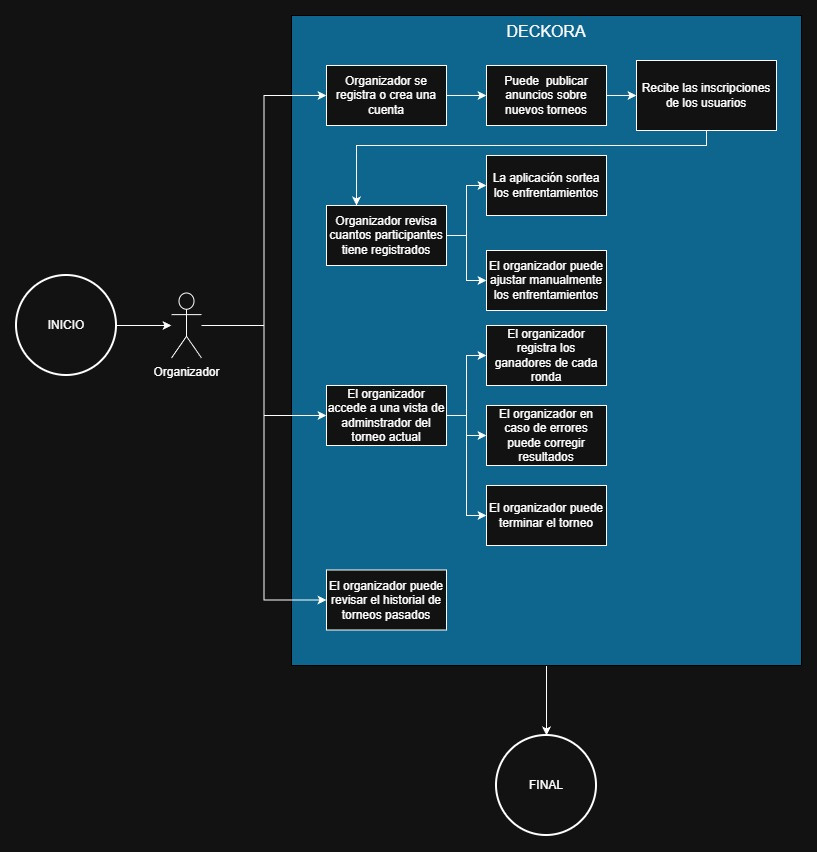 DECKORA
Organizador se
registra o crea una
cuenta
Puede publicar
anuncios sobre
nuevos torneos
Recibe las inscripciones
de los usuarios
La aplicación sortea
los enfrentamientos
Organizador revisa
cuantos participantes
tiene registrados
El organizador puede
ajustar manualmente
los enfrentamientos
INICIO
Organizador
El organizador
registra los
ganadores de cada
ronda
El organizador
accede a una vista de
adminstrador del
torneo actual
El organizador en
caso de errores
puede corregir
resultados
El organizador puede
terminar el torneo
El organizador puede
revisar el historial de
torneos pasados
FINAL